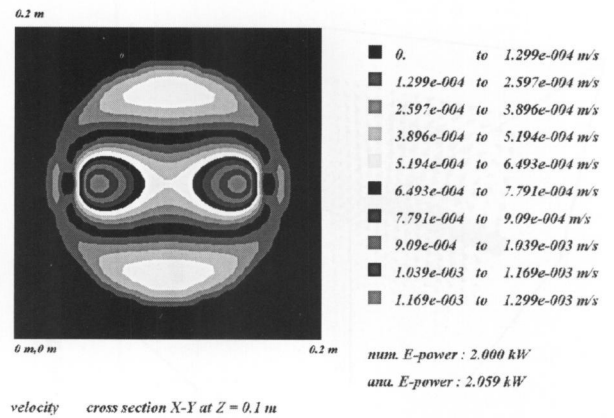 0.2 m
0. to 1.299e-004 m/s
1.299e-004 to 2.597e-004 m/s
2.597e-004 to 3.896e-004 m/s
3.896e-004 to 5.194e-004 m/s
5.194e-004 to 6.493e-004 m/s
6.493e-004 to 7.791e-004 m/s
7.791e-004 to 9.09e-004 m/s
9.09e-004 to 1.039e-003 m/s
1.039e-003 to 1.169e-003 m/s
1.169e-003 to 1.299e-003 m/s
0 m,0 m
0.2 m
num. E-power : 2.000 kW
ana. E-power : 2.059 kW
velocity cross section X-Y at Z = 0.1 m